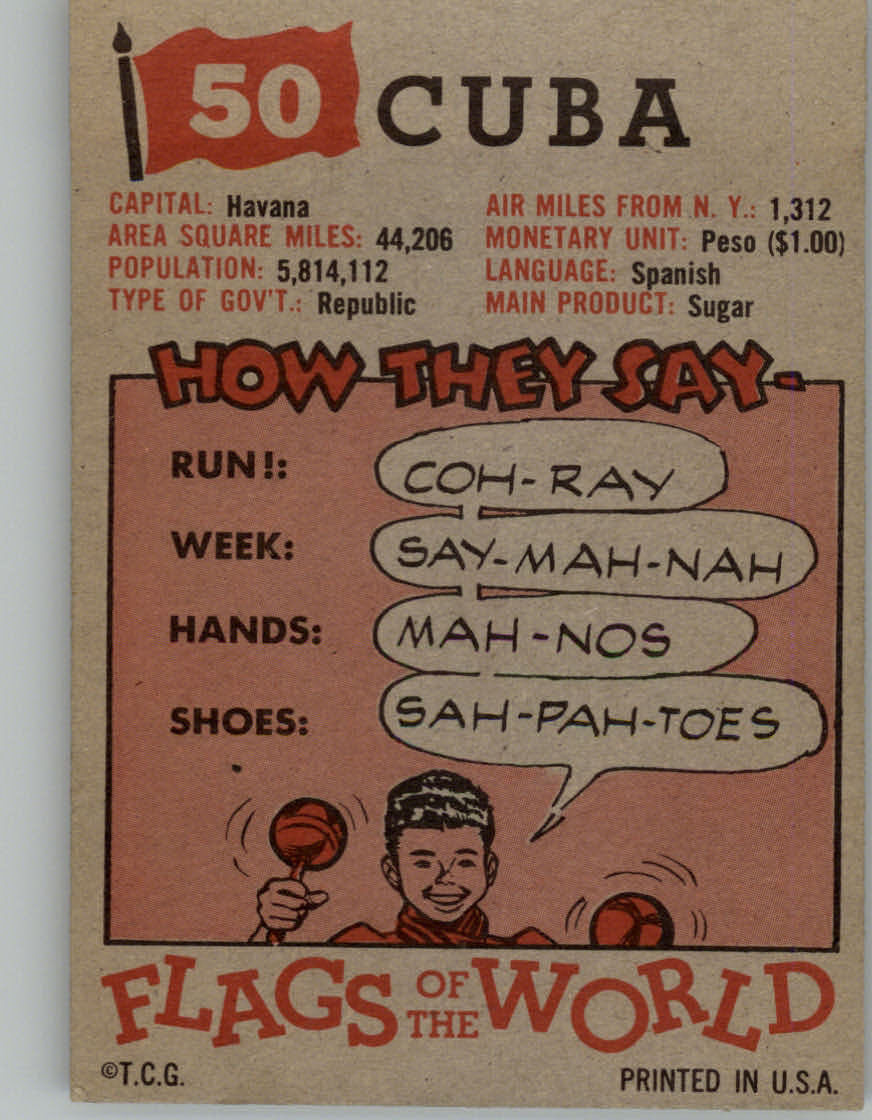 50 CUBA
CAPITAL: Havana
AREA SQUARE MILES: 44,206
POPULATION: 5,814,112
TYPE OF GOV'T.: Republic
AIR MILES FROM N. Y.: 1,312
MONETARY UNIT: Peso ($1.00)
LANGUAGE: Spanish
MAIN PRODUCT: Sugar
HOW THEY SAY-
RUN!: COH-RAY
WEEK: SAY-MAH-NAH
HANDS: MAH-NOS
SHOES: SAH-PAH-TOES
FLAGS OF THE WORLD
©T.C.G. PRINTED IN U.S.A.